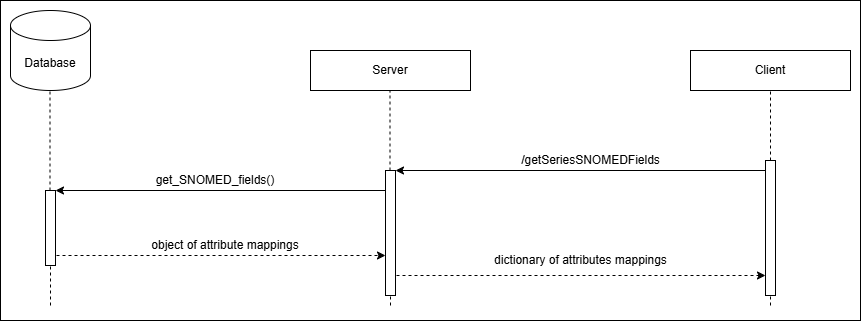 Database
Server
Client
/getSeriesSNOMEDFields
get_SNOMED_fields()
object of attribute mappings
dictionary of attributes mappings